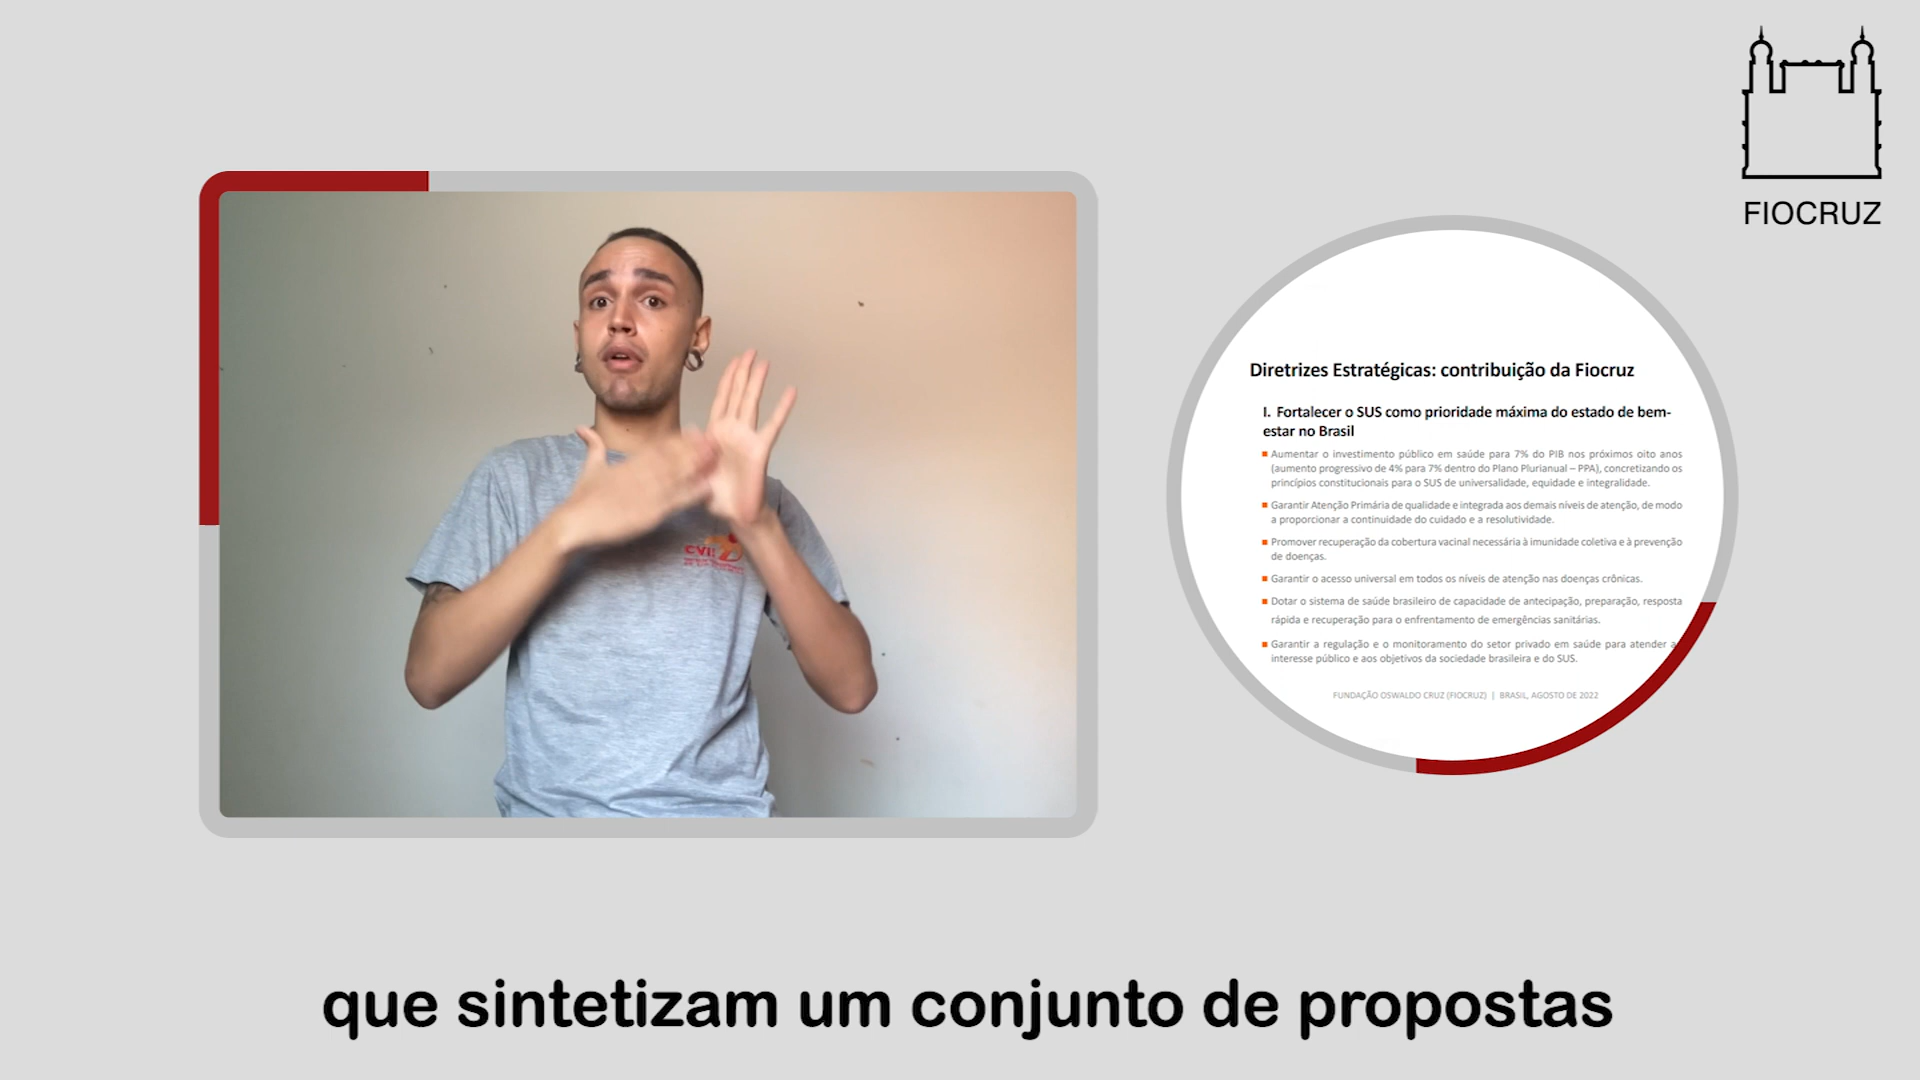 FIOCRUZ
Diretrizes Estratégicas: contribuição da Fiocruz
I. Fortalecer o SUS como prioridade máxima do estado de bem-
estar no Brasil
Aumentar o investimento público em saúde para 7% do PIB nos próximos oito anos
(aumento progressivo de 4% para 7% dentro do Plano Plurianual – PPA), concretizando os
princípios constitucionais para o SUS de universalidade, equidade e integralidade.
Garantir Atenção Primária de qualidade e integrada aos demais níveis de atenção, de modo
a proporcionar a continuidade do cuidado e a resolutividade.
Promover recuperação da cobertura vacinal necessária à imunidade coletiva e à prevenção
de doenças.
Garantir o acesso universal em todos os níveis de atenção nas doenças crônicas.
Dotar o sistema de saúde brasileiro de capacidade de antecipação, preparação, resposta
rápida e recuperação para o enfrentamento de emergências sanitárias.
Garantir a regulação e o monitoramento do setor privado em saúde para atender
interesse público e aos objetivos da sociedade brasileira e do SUS.
FUNDAÇÃO OSWALDO CRUZ (FIOCRUZ) | BRASIL, AGOSTO DE 2022
CVI
que sintetizam um conjunto de propostas